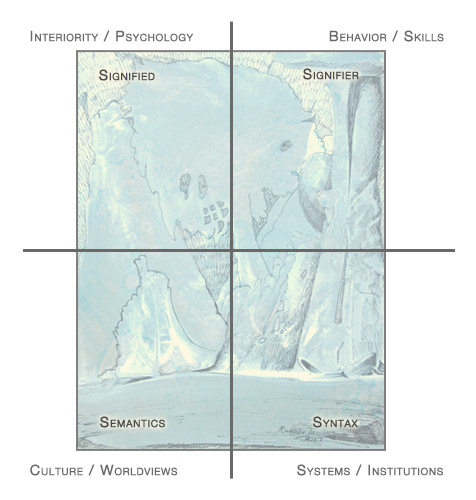 Interiority / Psychology
Behavior / Skills
Signified
Signifier
Semantics
Syntax
Culture / Worldviews
Systems / Institutions